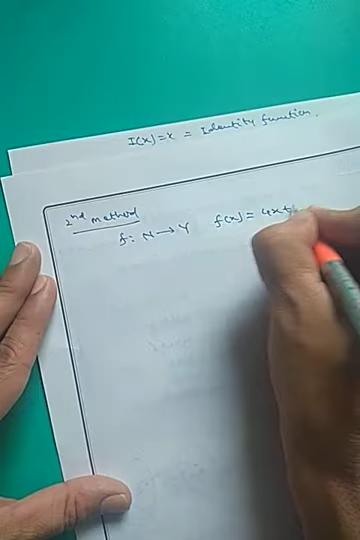 I(x) = x = Identity function.
2nd method
f: N → Y f(x) = 4x+